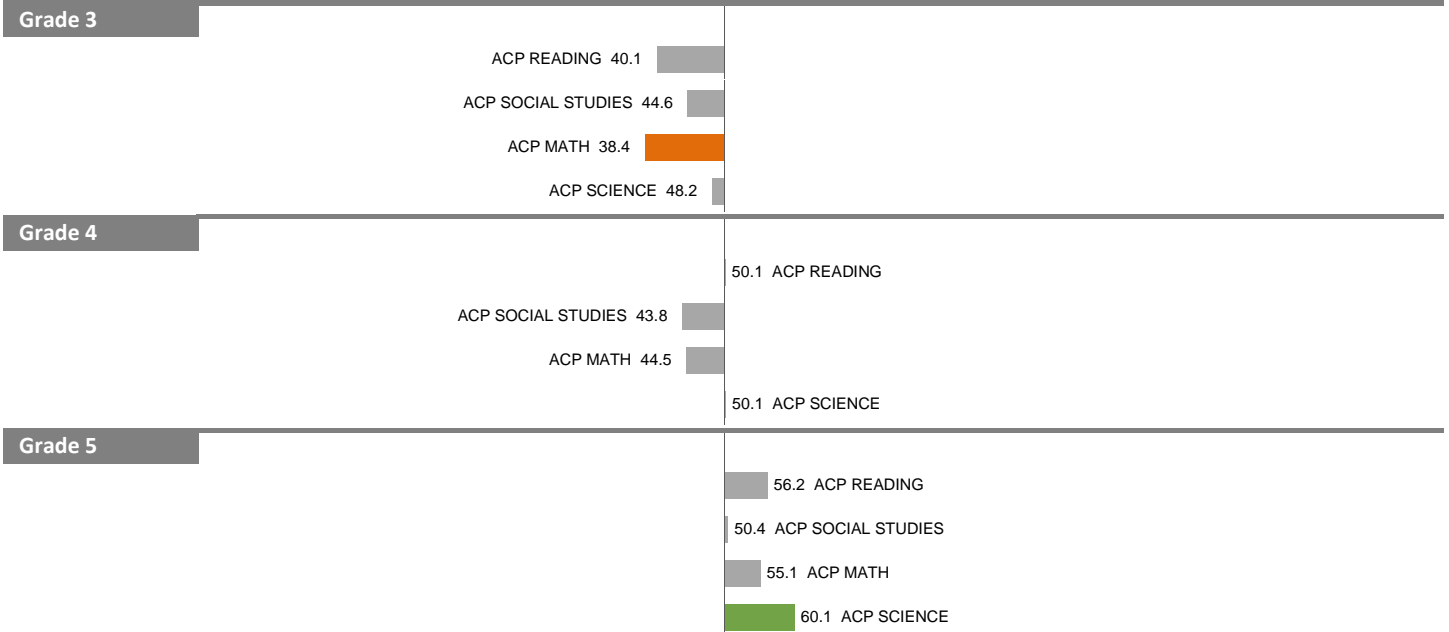 Grade 3
ACP READING 40.1
ACP SOCIAL STUDIES 44.6
ACP MATH 38.4
ACP SCIENCE 48.2
Grade 4
50.1 ACP READING
ACP SOCIAL STUDIES 43.8
ACP MATH 44.5
50.1 ACP SCIENCE
Grade 5
56.2 ACP READING
50.4 ACP SOCIAL STUDIES
55.1 ACP MATH
60.1 ACP SCIENCE